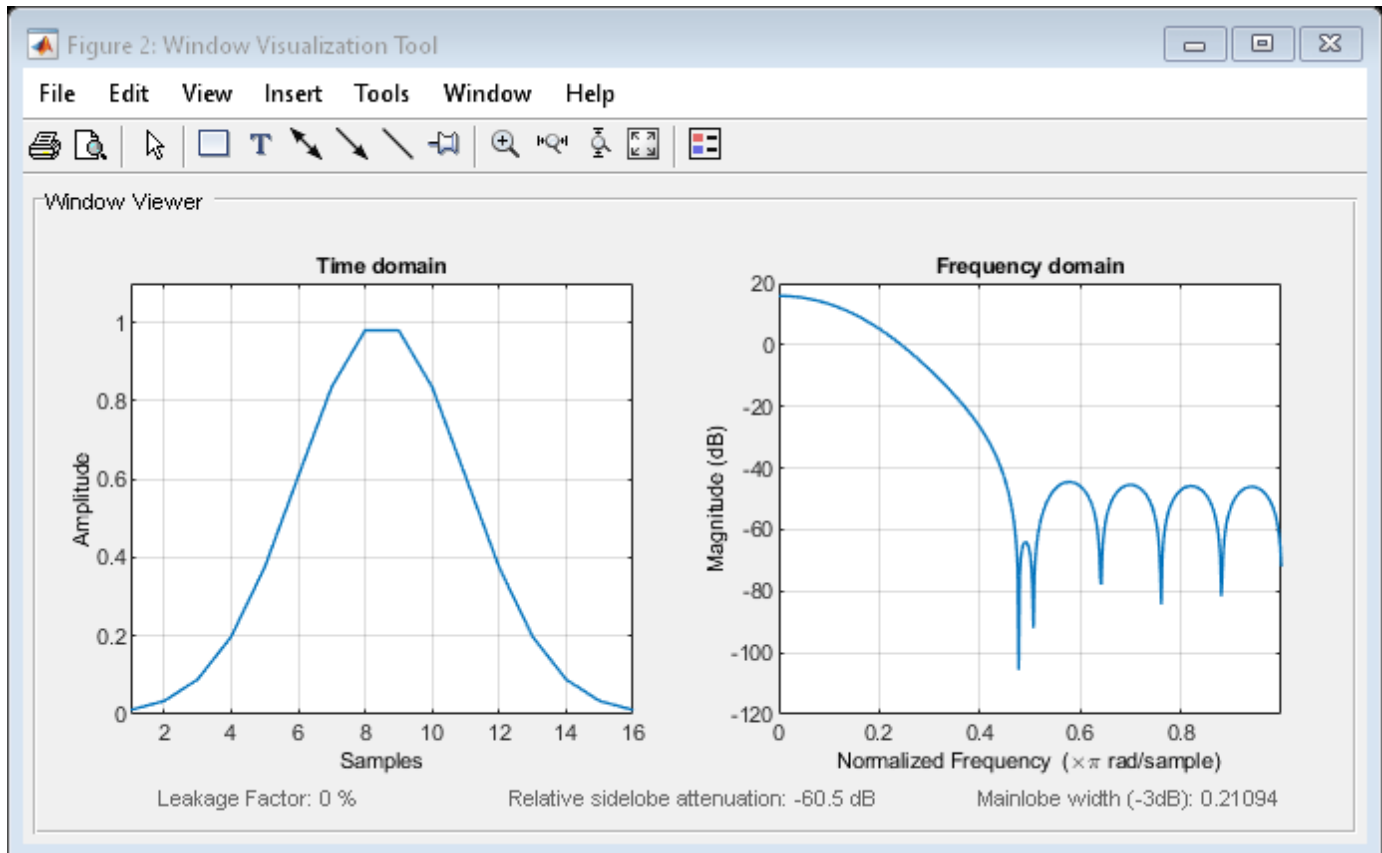 Figure 2: Window Visualization Tool
File Edit View Insert Tools Window Help
T
Window Viewer
Time domain
Amplitude
1
0.8
0.6
0.4
0.2
0
2 4 6 8 10 12 14 16
Samples
Frequency domain
Magnitude (dB)
20
0
-20
-40
-60
-80
-100
-120
0 0.2 0.4 0.6 0.8
Normalized Frequency (×π rad/sample)
Leakage Factor: 0 % Relative sidelobe attenuation: -60.5 dB Mainlobe width (-3dB): 0.21094